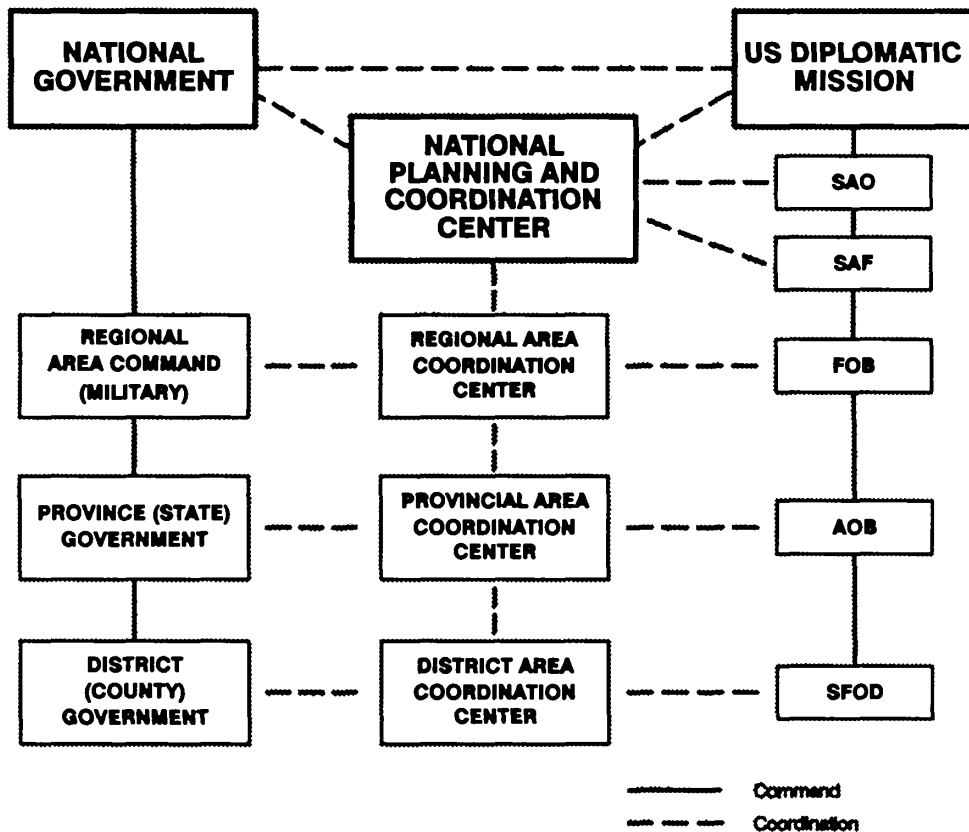 NATIONAL
GOVERNMENT
US DIPLOMATIC
MISSION
NATIONAL
PLANNING AND
COORDINATION
CENTER
SAO
SAF
REGIONAL
AREA COMMAND
(MILITARY)
REGIONAL AREA
COORDINATION
CENTER
FOB
PROVINCE (STATE)
GOVERNMENT
PROVINCIAL AREA
COORDINATION
CENTER
AOB
DISTRICT
(COUNTY)
GOVERNMENT
DISTRICT AREA
COORDINATION
CENTER
SFOD
Command
Coordination